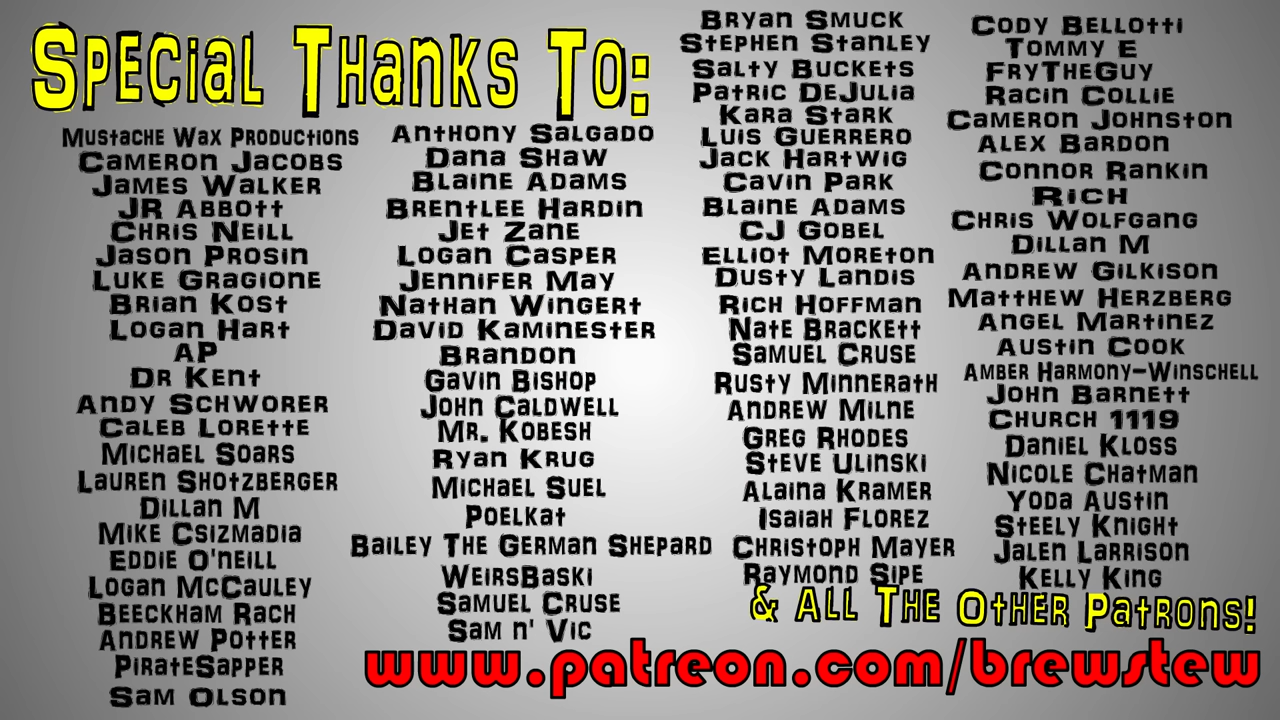 Special Thanks To:
Mustache Wax Productions
Cameron Jacobs
James Walker
JR Abbott
Chris Neill
Jason Prosin
Luke Gragione
Brian Kost
Logan Hart
AP
Dr Kent
Andy Schworer
Caleb Lorette
Michael Soars
Lauren Shotzberger
Dillan M
Mike Csizmadia
Eddie O'neill
Logan McCauley
Beeckham Rach
Andrew Potter
PirateSapper
Sam Olson
Anthony Salgado
Dana Shaw
Blaine Adams
Brentlee Hardin
Jet Zane
Logan Casper
Jennifer May
Nathan Wingert
David Kaminester
Brandon
Gavin Bishop
John Caldwell
Mr. Kobesh
Ryan Krug
Michael Suel
Poelkat
Bailey The German Shepard
WeirsBaski
Samuel Cruse
Sam n' Vic
Bryan Smuck
Stephen Stanley
Salty Buckets
Patric DeJulia
Kara Stark
Luis Guerrero
Jack Hartwig
Cavin Park
Blaine Adams
CJ Gobel
Elliot Moreton
Dusty Landis
Rich Hoffman
Nate Brackett
Samuel Cruse
Rusty Minnerath
Andrew Milne
Greg Rhodes
Steve Ulinski
Alaina Kramer
Isaiah Florez
Christoph Mayer
Raymond Sipe
Cody Bellotti
Tommy E
FryTheGuy
Racin Collie
Cameron Johnston
Alex Bardon
Connor Rankin
Rich
Chris Wolfgang
Dillan M
Andrew Gilkison
Matthew Herzberg
Angel Martinez
Austin Cook
Amber Harmony-Winschell
John Barnett
Church 1119
Daniel Kloss
Nicole Chatman
Yoda Austin
Steely Knight
Jalen Larrison
Kelly King
& All The Other Patrons!
www.patreon.com/brewstew